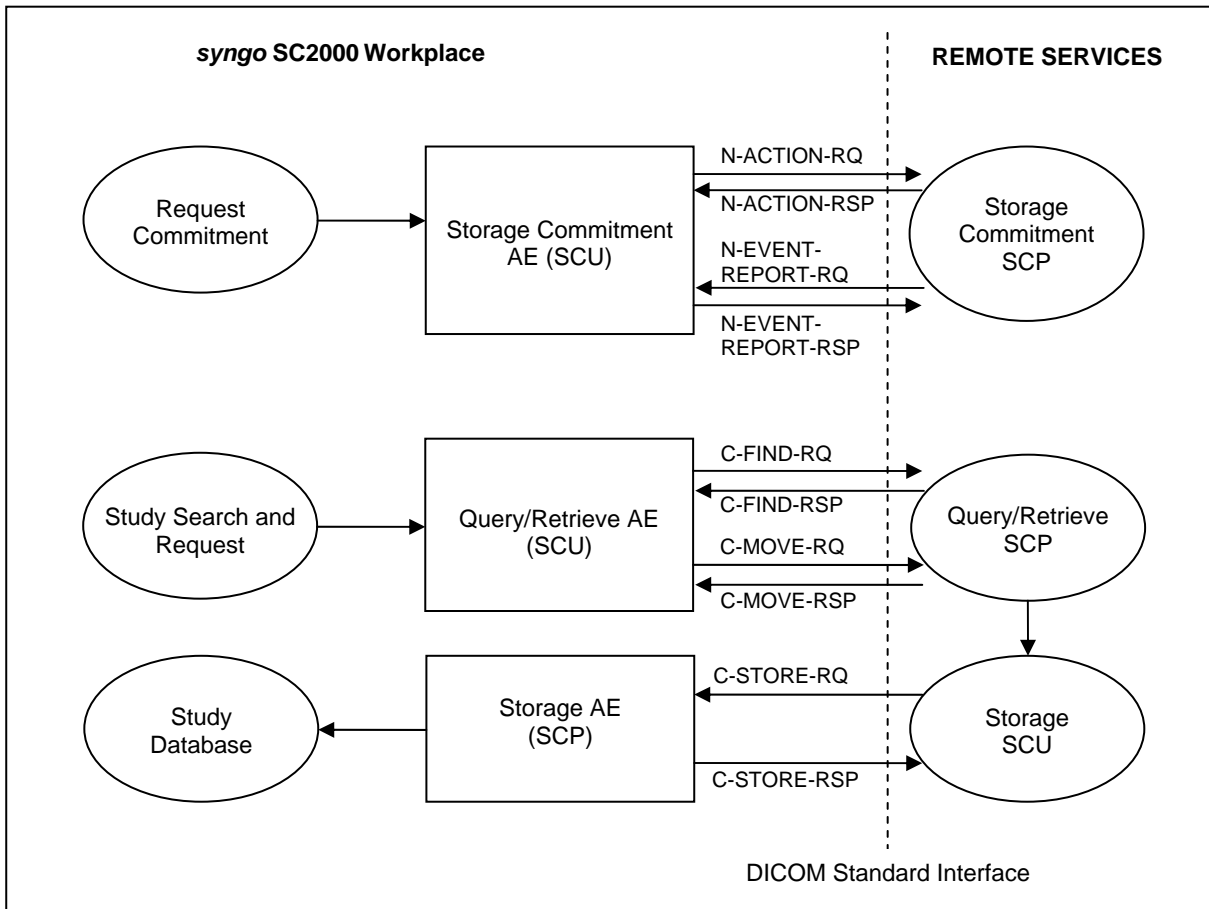 syngo SC2000 Workplace
REMOTE SERVICES
Request
Commitment
Storage Commitment
AE (SCU)
N-ACTION-RQ
N-ACTION-RSP
N-EVENT-
REPORT-RQ
N-EVENT-
REPORT-RSP
Storage
Commitment
SCP
Study Search and
Request
Query/Retrieve AE
(SCU)
C-FIND-RQ
C-FIND-RSP
C-MOVE-RQ
C-MOVE-RSP
Query/Retrieve
SCP
Study
Database
Storage AE
(SCP)
C-STORE-RQ
C-STORE-RSP
Storage
SCU
DICOM Standard Interface